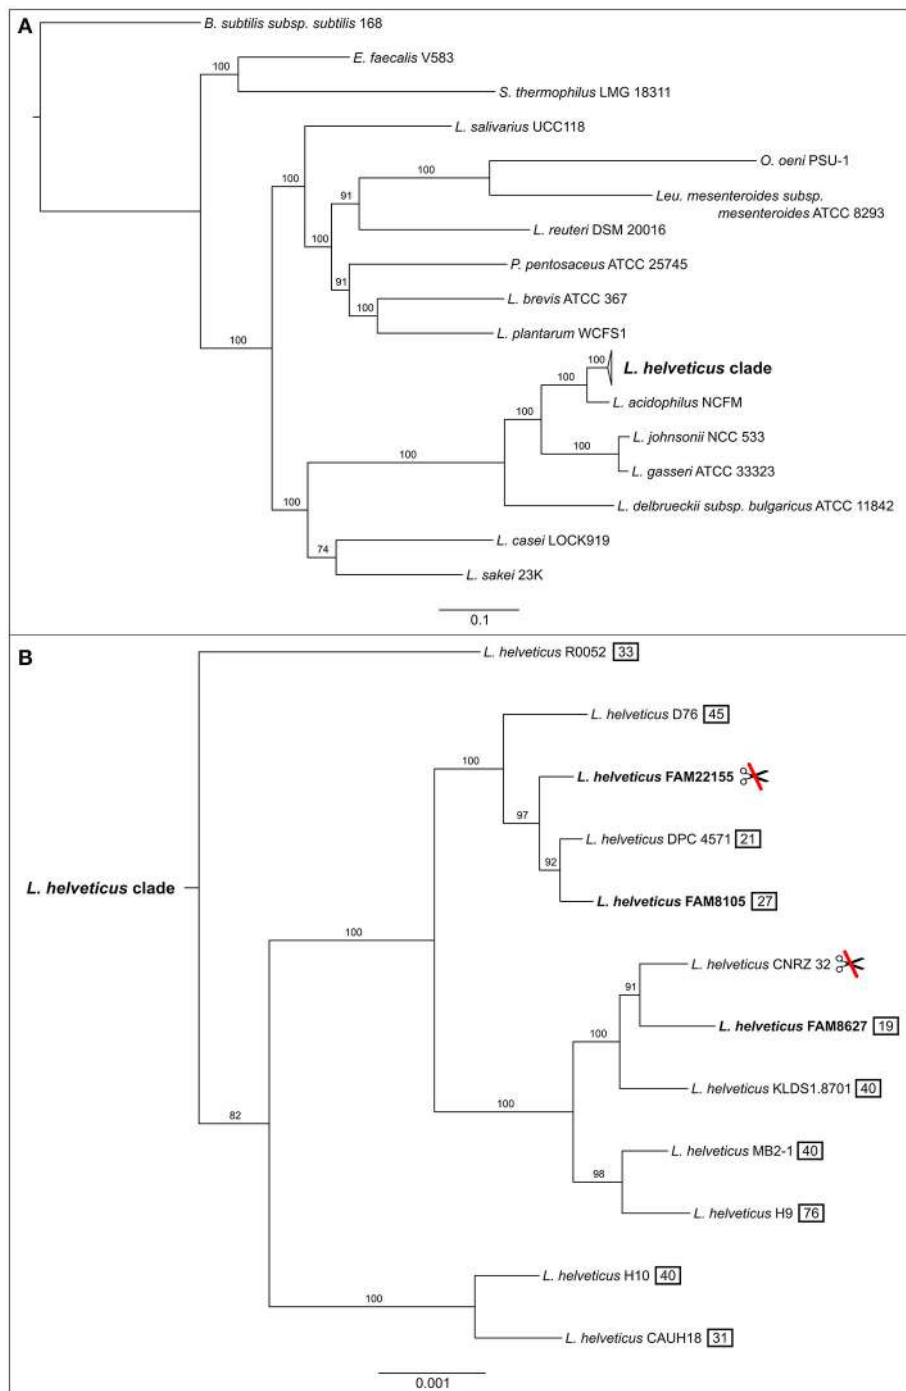 A
B. subtilis subsp. subtilis 168
E. faecalis V583
100
S. thermophilus LMG 18311
L. salivarius UCC118
O. oeni PSU-1
100
100
Leu. mesenteroides subsp.
mesenteroides ATCC 8293
91
L. reuteri DSM 20016
100
P. pentosaceus ATCC 25745
91
L. brevis ATCC 367
100
L. plantarum WCFS1
100
100
L. helveticus clade
100
L. acidophilus NCFM
100
L. johnsonii NCC 533
100
L. gasseri ATCC 33323
100
L. delbrueckii subsp. bulgaricus ATCC 11842
100
L. casei LOCK919
74
L. sakei 23K
0.1
B
L. helveticus R0052 33
L. helveticus D76 45
100
L. helveticus FAM22155
97
L. helveticus DPC 4571 21
92
L. helveticus clade
L. helveticus FAM8105 27
100
L. helveticus CNRZ 32
91
L. helveticus FAM8627 19
100
L. helveticus KLDS1.8701 40
100
82
L. helveticus MB2-1 40
98
L. helveticus H9 76
L. helveticus H10 40
100
L. helveticus CAUH18 31
0.001